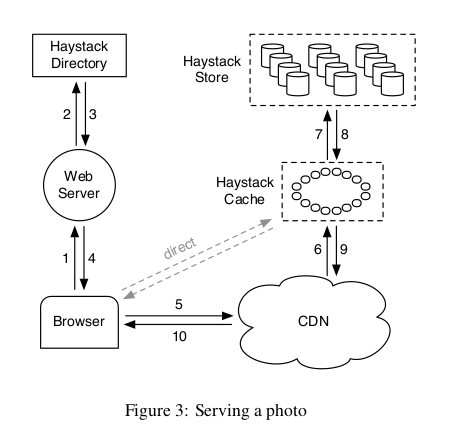 Haystack
Directory
Haystack
Store
2
3
7
8
Web
Server
Haystack
Cache
direct
1
4
6
9
Browser
5
10
CDN
Figure 3: Serving a photo